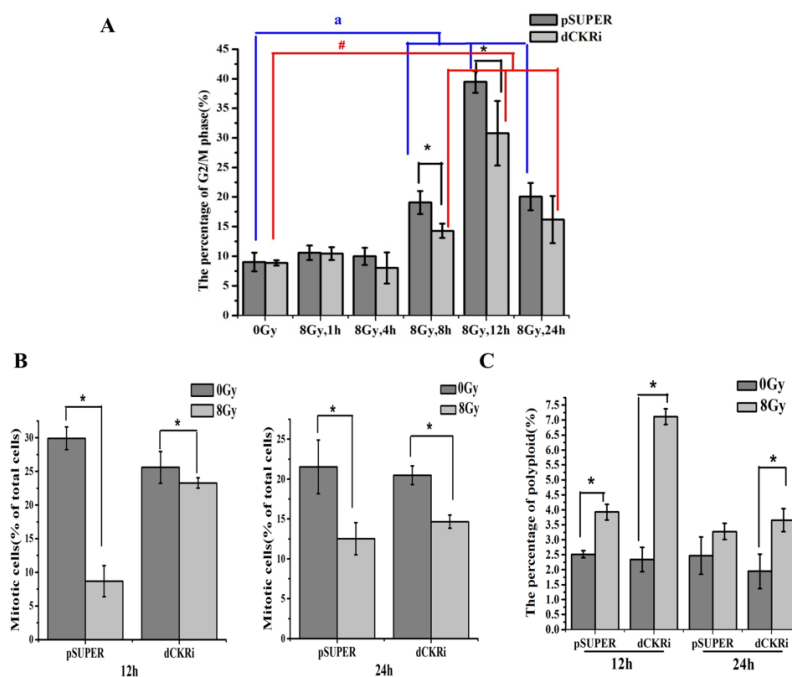 A
a
#
pSUPER
dCKRi
The percentage of G2/M phase(%)
45
40
35
30
25
20
15
10
5
0
*
*
0Gy
8Gy,1h
8Gy,4h
8Gy,8h
8Gy,12h
8Gy,24h
B
0Gy
8Gy
Mitotic cells(% of total cells)
30
25
20
15
10
5
0
*
*
pSUPER
dCKRi
12h
0Gy
8Gy
Mitotic cells(% of total cells)
25
20
15
10
5
0
*
*
pSUPER
dCKRi
24h
C
0Gy
8Gy
The percentage of polyploid(%)
7.5
7.0
6.5
6.0
5.5
5.0
4.5
4.0
3.5
3.0
2.5
2.0
1.5
1.0
0.5
0.0
*
*
*
pSUPER
dCKRi
pSUPER
dCKRi
12h
24h